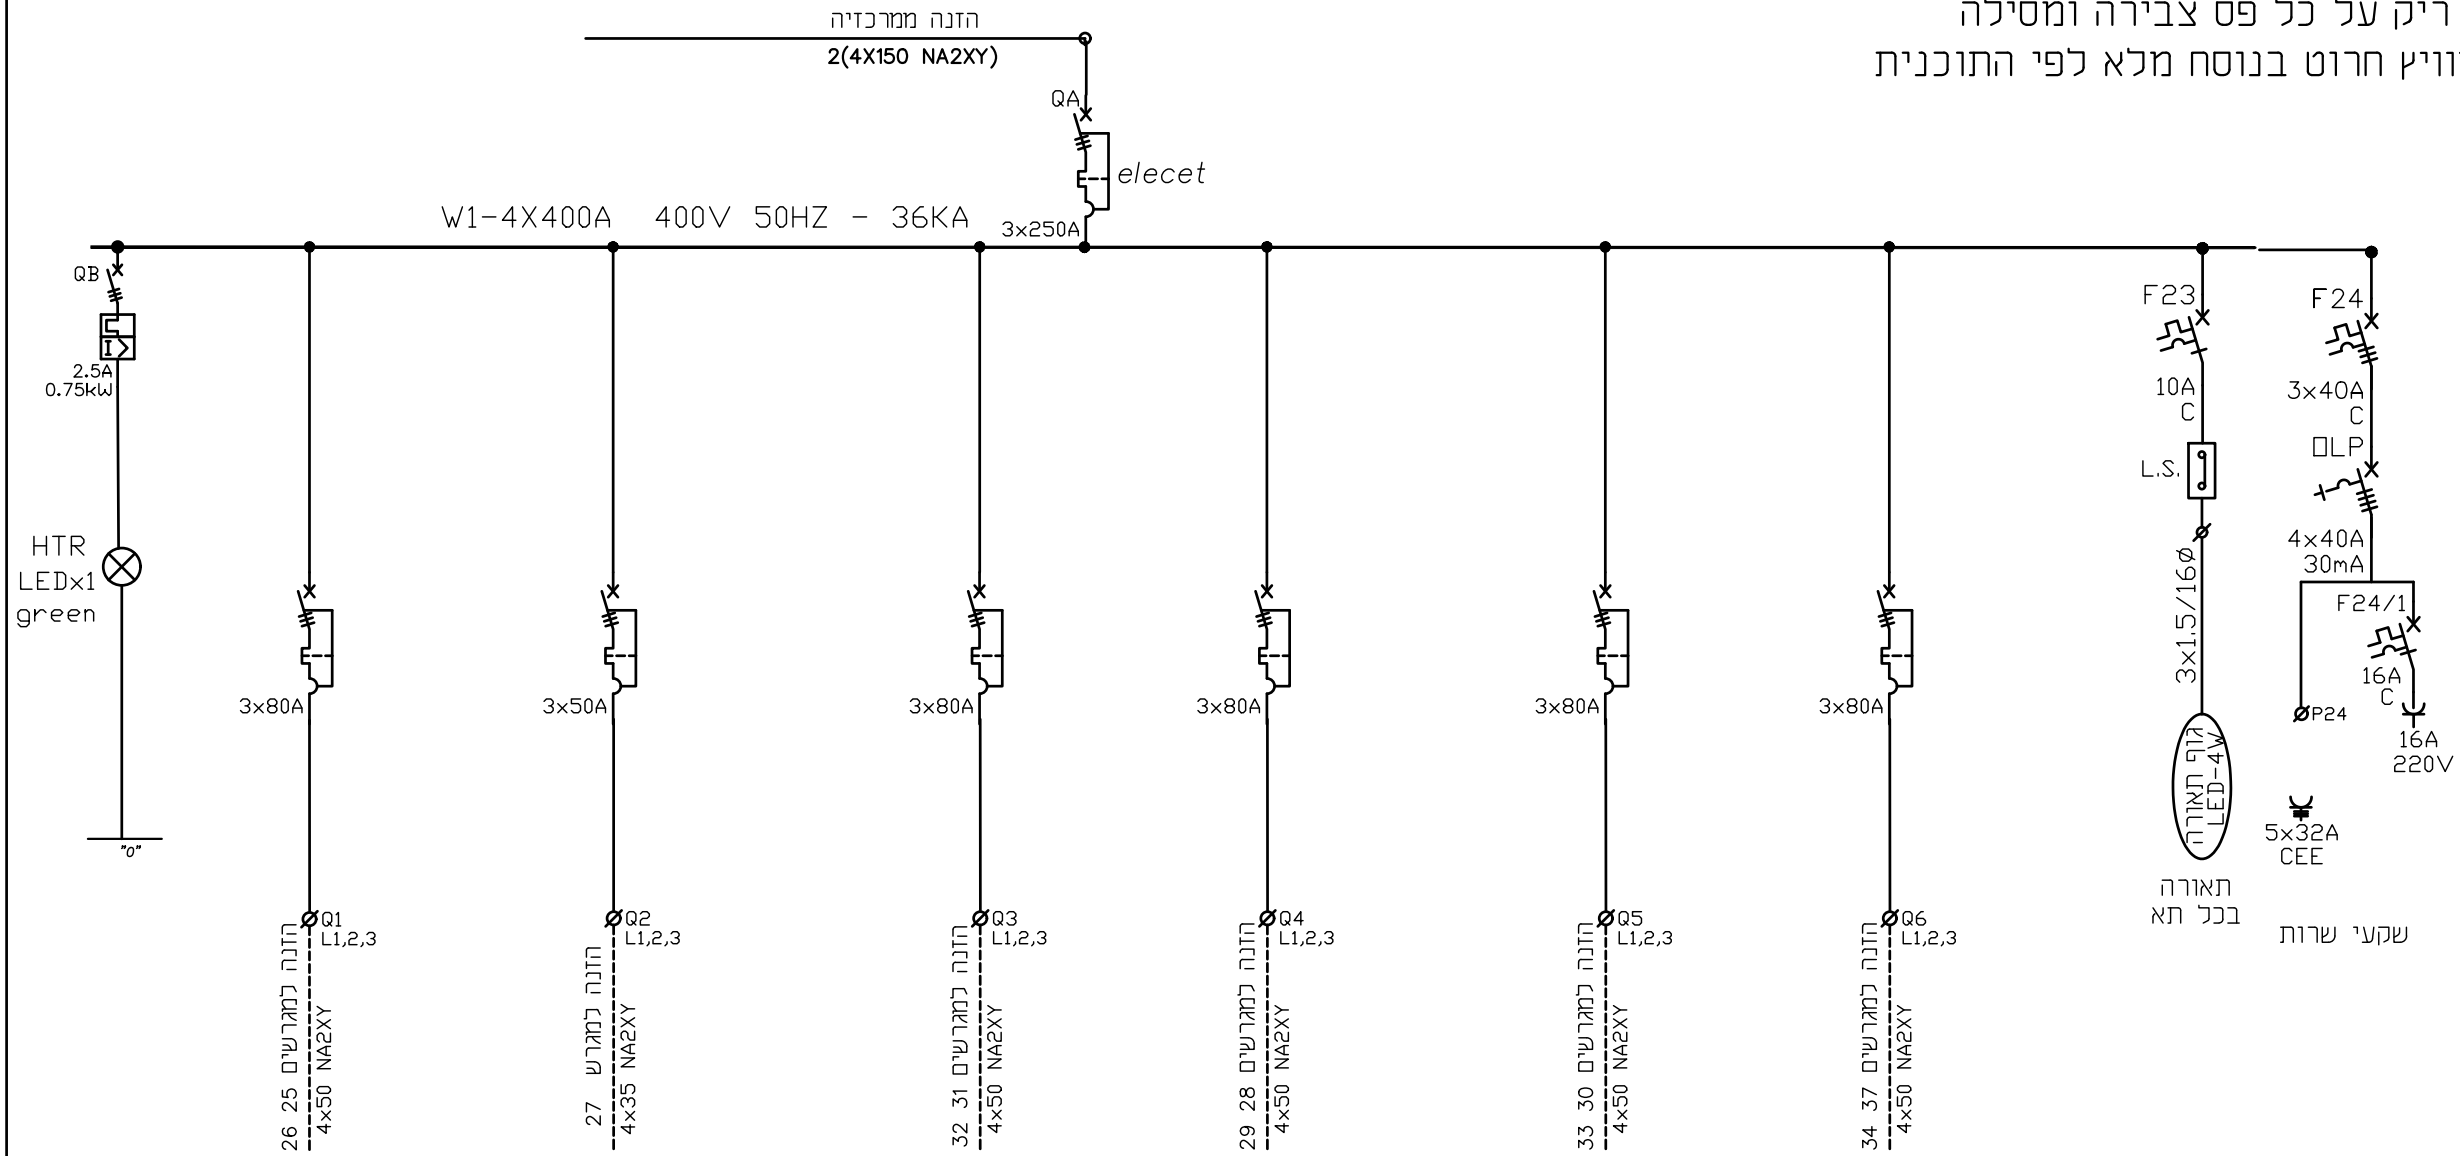 ריק על כל פס צבירה ומסילה
חרוט בנוסח מלא לפי התוכנית
הזנה ממרכזיה
2(4X150 NA2XY)
QA
elecet
3x250A
W1-4X400A 400V 50HZ - 36KA
QB
I>
2.5A
0.75kW
HTR
LEDx1
green
"0"
3x80A
Q1
L1,2,3
הזנה למגרשים 25 26
4x50 NA2XY
3x50A
Q2
L1,2,3
הזנה למגרש 27
4x35 NA2XY
3x80A
Q3
L1,2,3
הזנה למגרשים 31 32
4x50 NA2XY
3x80A
Q4
L1,2,3
הזנה למגרשים 28 29
4x50 NA2XY
3x80A
Q5
L1,2,3
הזנה למגרשים 30 33
4x50 NA2XY
3x80A
Q6
L1,2,3
הזנה למגרשים 37 34
4x50 NA2XY
F23
10A
C
L.S.
3x1.5/16Ø
גוף תאורה
LED-4W
תאורה
בכל תא
F24
3x40A
C
OLP
4x40A
30mA
F24/1
16A
C
P24
16A
220V
5x32A
CEE
שקעי שרות